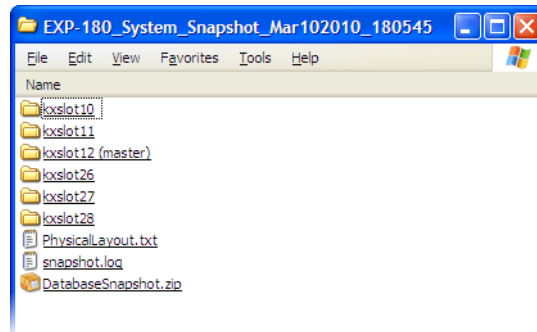 EXP-180_System_Snapshot_Mar102010_180545
File Edit View Favorites Tools Help
Name
kxslot10
kxslot11
kxslot12 (master)
kxslot26
kxslot27
kxslot28
PhysicalLayout.txt
snapshot.log
DatabaseSnapshot.zip